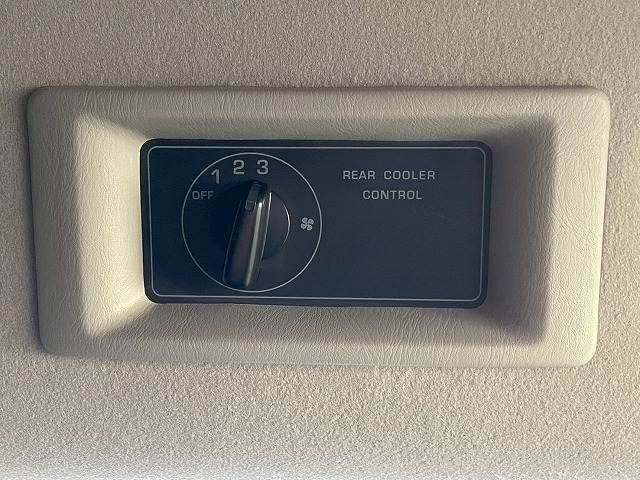 OFF 1 2 3
REAR COOLER
CONTROL